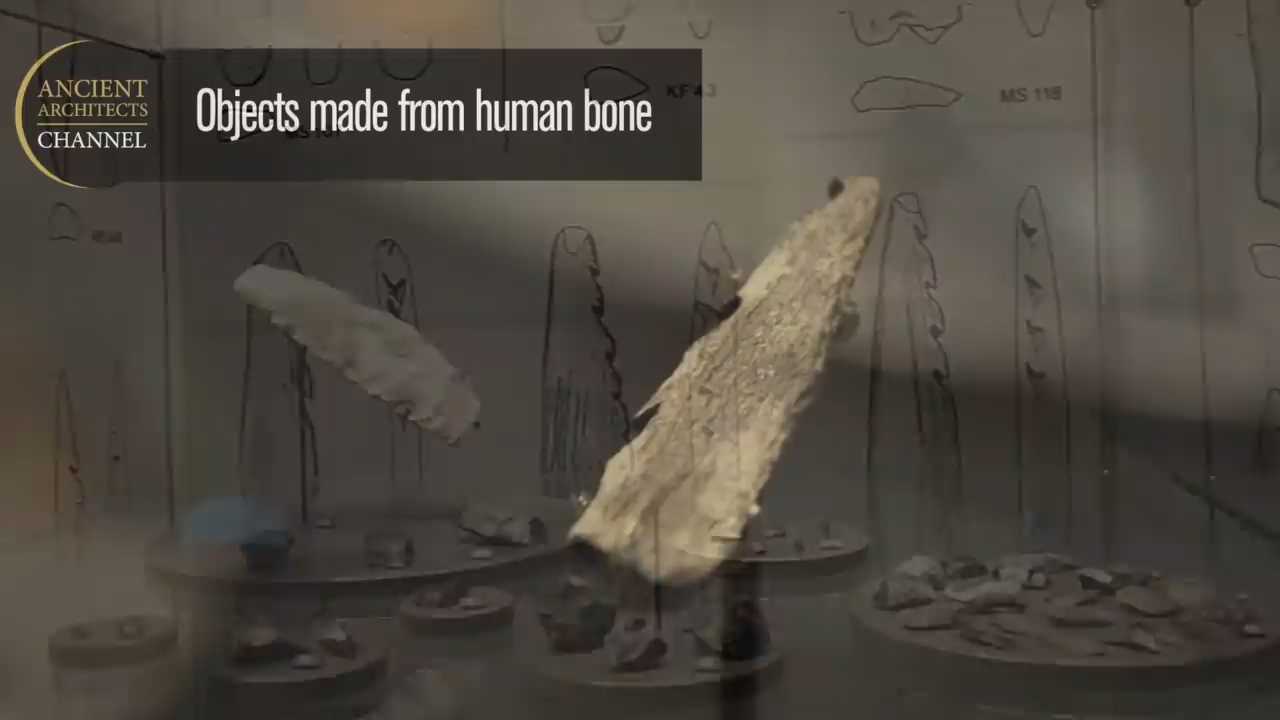 ANCIENT
ARCHITECTS
CHANNEL
Objects made from human bone
MS 118